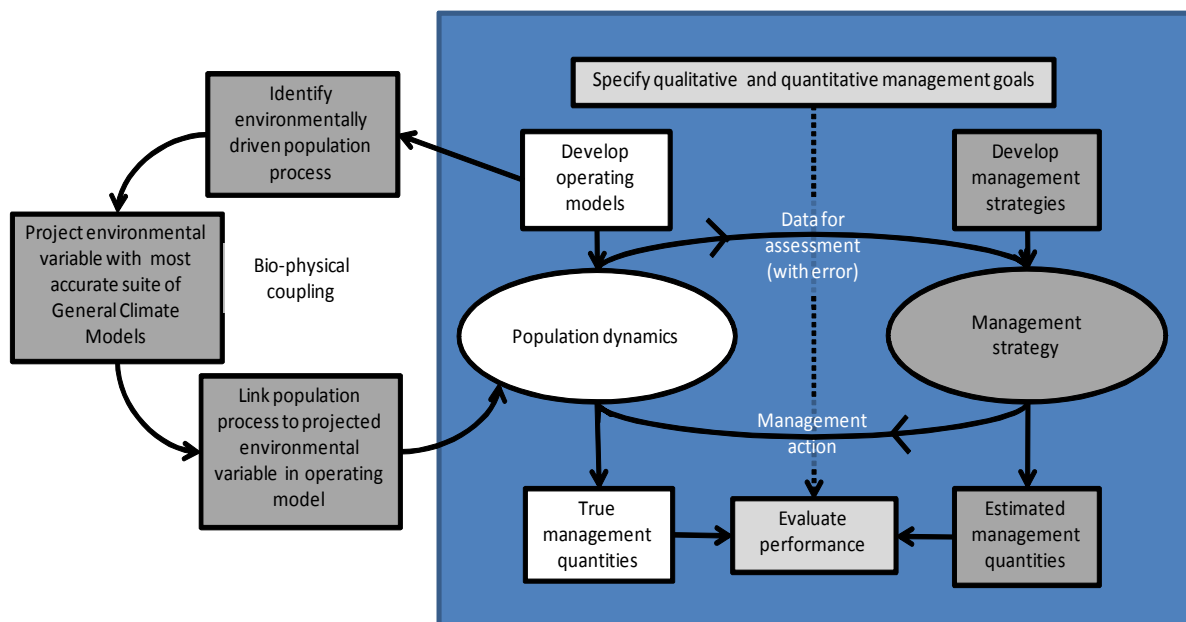 Specify qualitative and quantitative management goals
Identify
environmentally
driven population
process
Develop
operating
models
Develop
management
strategies
Project environmental
variable with most
accurate suite of
General Climate
Models
Bio-physical
coupling
Data for
assessment
(with error)
Population dynamics
Management
strategy
Link population
process to projected
environmental
variable in operating
model
Management
action
True
management
quantities
Evaluate
performance
Estimated
management
quantities